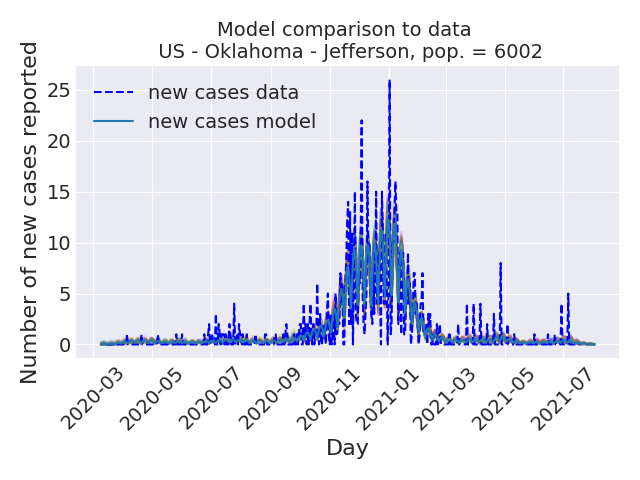 Model comparison to data
US - Oklahoma - Jefferson, pop. = 6002
Number of new cases reported
25
20
15
10
5
0
new cases data
new cases model
2020-03
2020-05
2020-07
2020-09
2020-11
2021-01
2021-03
2021-05
2021-07
Day